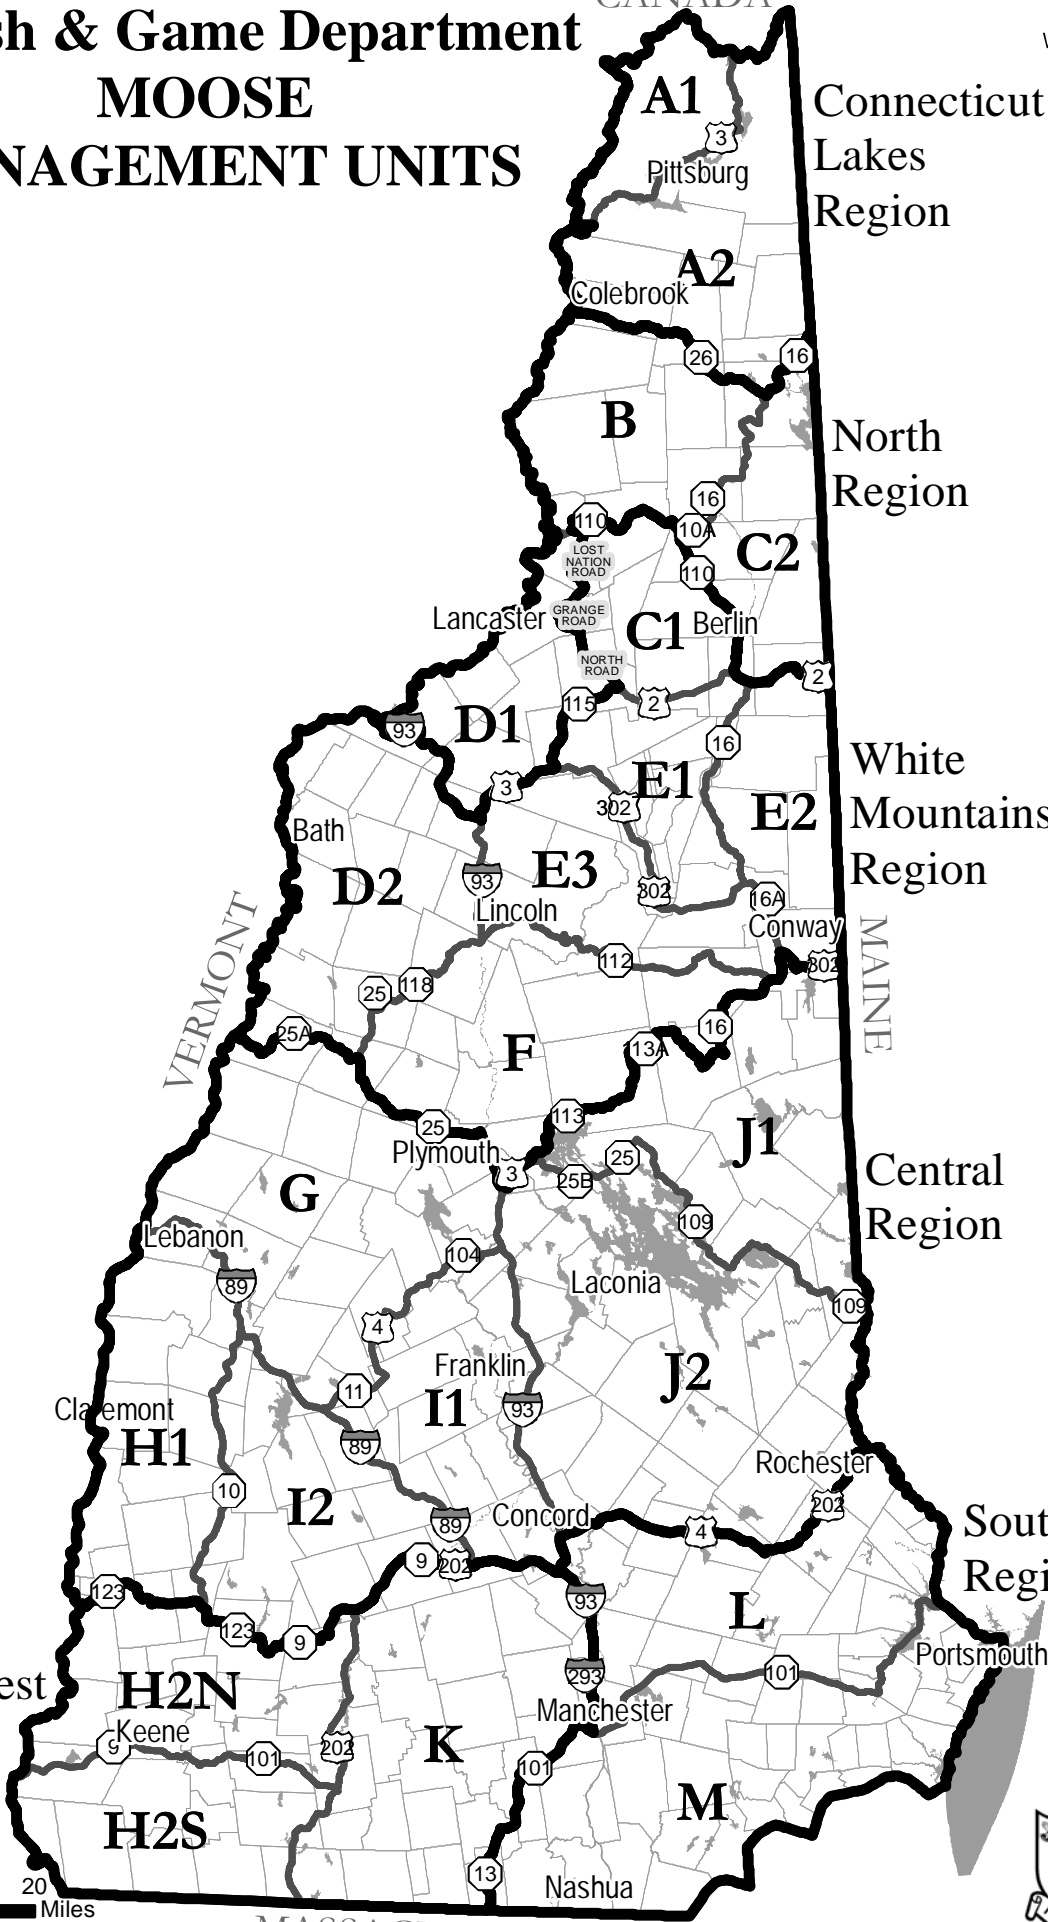 CANADA
sh & Game Department
MOOSE
NAGEMENT UNITS
A1
Connecticut
Lakes
Region
3
Pittsburg
A2
Colebrook
26
16
B
North
Region
16
110
10A
C2
LOST
NATION
ROAD
110
Lancaster
GRANGE
ROAD
C1
Berlin
NORTH
ROAD
2
115
2
93
D1
16
White
Mountains
Region
3
E1
302
E2
Bath
D2
93
E3
302
16A
Lincoln
Conway
VERMONT
MAINE
112
302
25
118
25A
F
16
113A
113
25
J1
Plymouth
3
25B
25
Central
Region
G
109
Lebanon
104
89
Laconia
109
4
Franklin
J2
11
I1
93
Claremont
H1
89
Rochester
10
I2
202
89
Concord
4
Sout
Regi
9
202
123
93
L
123
9
Portsmouth
293
101
est
H2N
Manchester
9
Keene
101
202
K
101
M
H2S
13
Nashua
20
Miles